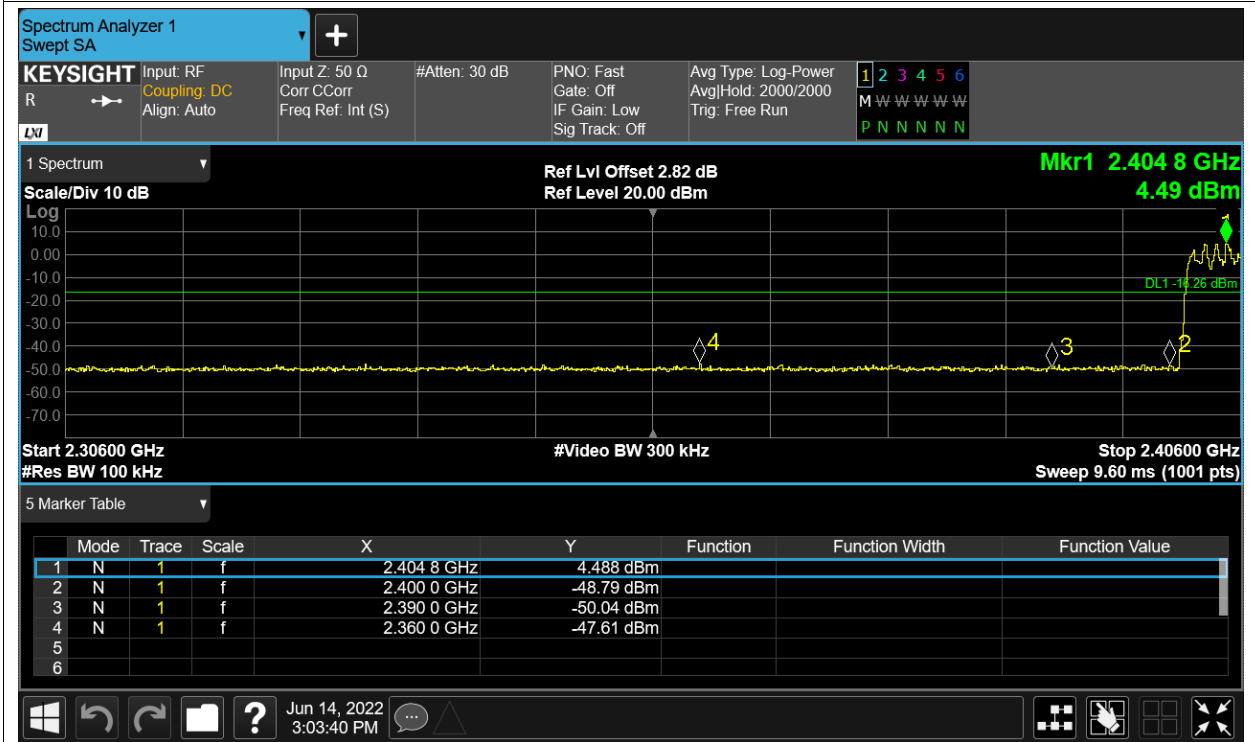 Spectrum Analyzer 1
Swept SA
KEYSIGHT Input: RF Input Z: 50 Ω #Atten: 30 dB PNO: Fast Avg Type: Log-Power 1 2 3 4 5 6
R Coupling: DC Corr CCorr Gate: Off Avg|Hold: 2000/2000 M W W W W W
Align: Auto Freq Ref: Int (S) IF Gain: Low Trig: Free Run
LXI Sig Track: Off P N N N N N
1 Spectrum Ref Lvl Offset 2.82 dB Mkr1 2.404 8 GHz
Scale/Div 10 dB Ref Level 20.00 dBm 4.49 dBm
Log
10.0
0.00
-10.0
DL1 -16.26 dBm
-20.0
-30.0
-40.0 4 3 2
-50.0
-60.0
-70.0
Start 2.30600 GHz #Video BW 300 kHz Stop 2.40600 GHz
#Res BW 100 kHz Sweep 9.60 ms (1001 pts)
5 Marker Table
Mode Trace Scale X Y Function Function Width Function Value
1 N 1 f 2.404 8 GHz 4.488 dBm
2 N 1 f 2.400 0 GHz -48.79 dBm
3 N 1 f 2.390 0 GHz -50.04 dBm
4 N 1 f 2.360 0 GHz -47.61 dBm
5
6
? Jun 14, 2022
3:03:40 PM